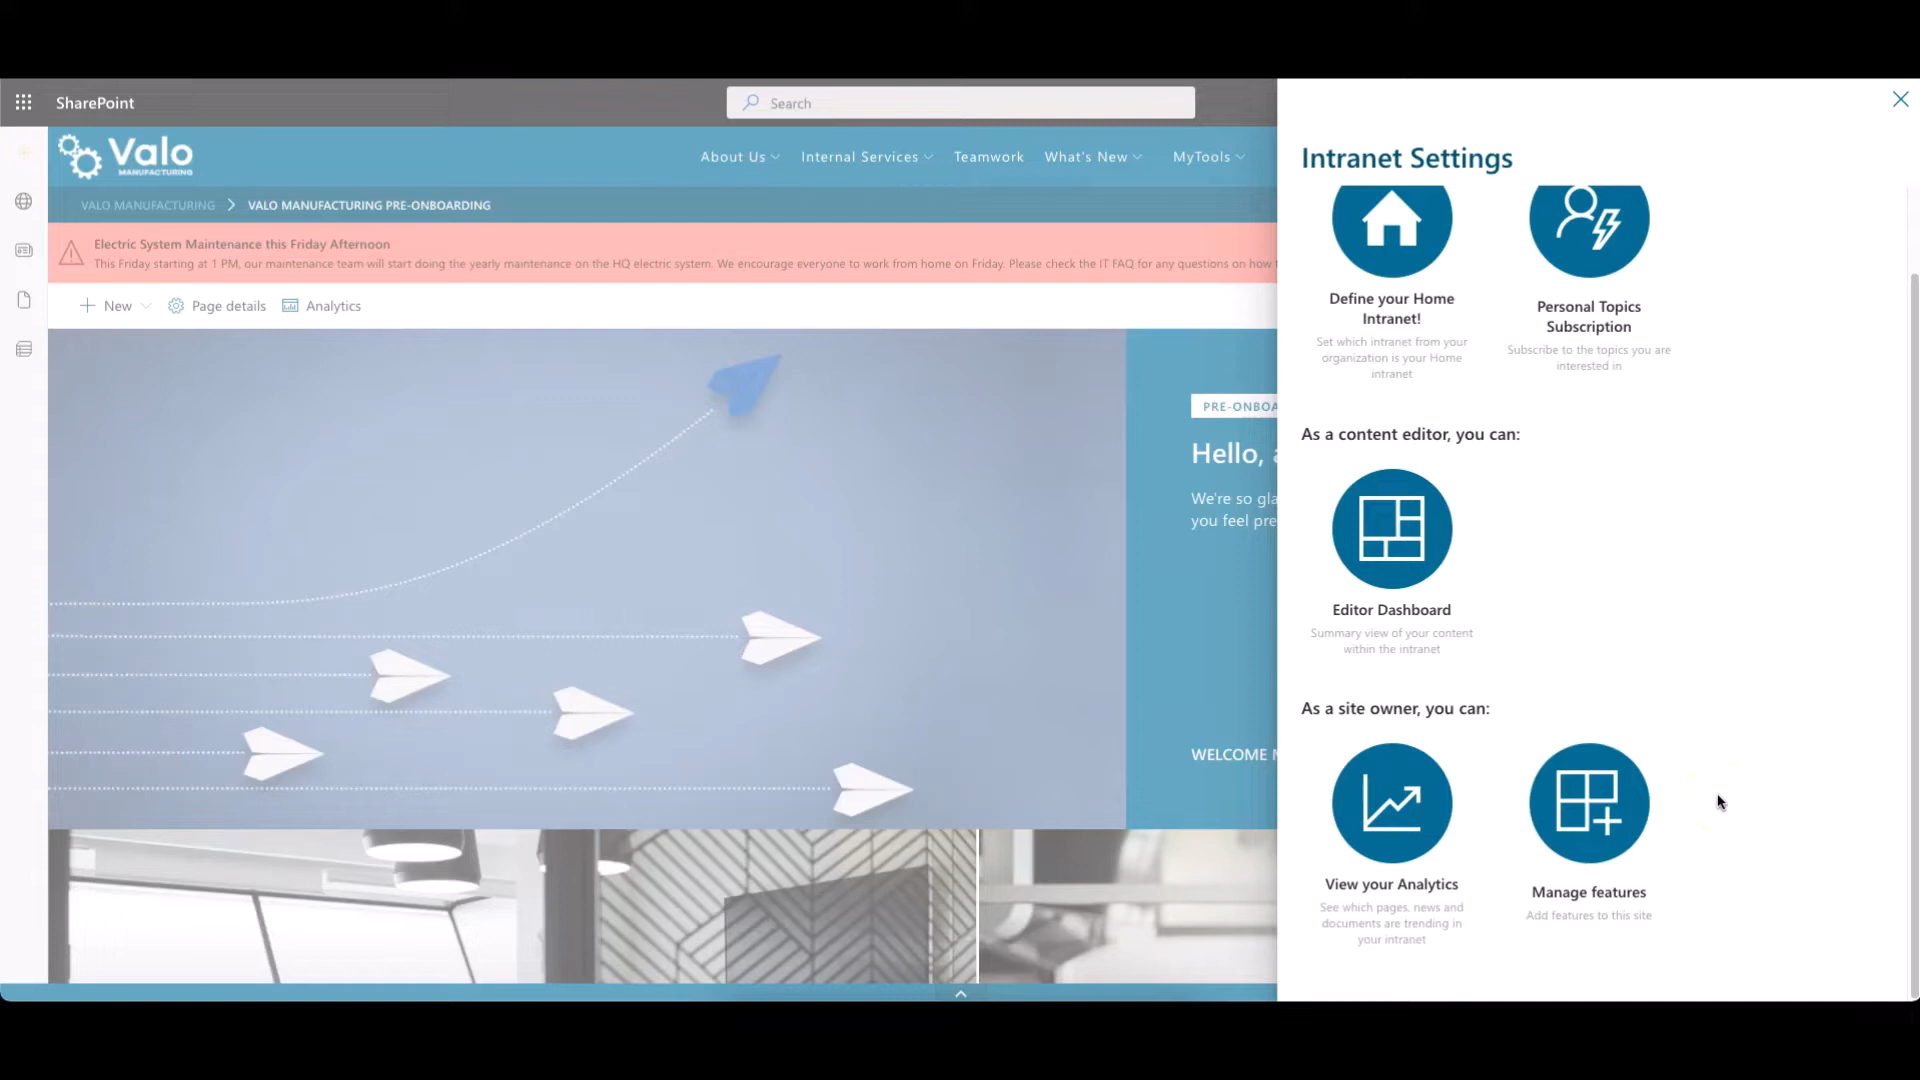 SharePoint
Search
Valo
MANUFACTURING
About Us
Internal Services
Teamwork
What's New
MyTools
VALO MANUFACTURING
VALO MANUFACTURING PRE-ONBOARDING
Electric System Maintenance this Friday Afternoon
This Friday starting at 1 PM, our maintenance team will start doing the yearly maintenance on the HQ electric system. We encourage everyone to work from home on Friday. Please check the IT FAQ for any questions on how
New
Page details
Analytics
PRE-ONBOA
Hello,
We're so gla
you feel pre
WELCOME
Intranet Settings
Define your Home
Intranet!
Set which intranet from your
organization is your Home
intranet
Personal Topics
Subscription
Subscribe to the topics you are
interested in
As a content editor, you can:
Editor Dashboard
Summary view of your content
within the intranet
As a site owner, you can:
View your Analytics
See which pages, news and
documents are trending in
your intranet
Manage features
Add features to this site